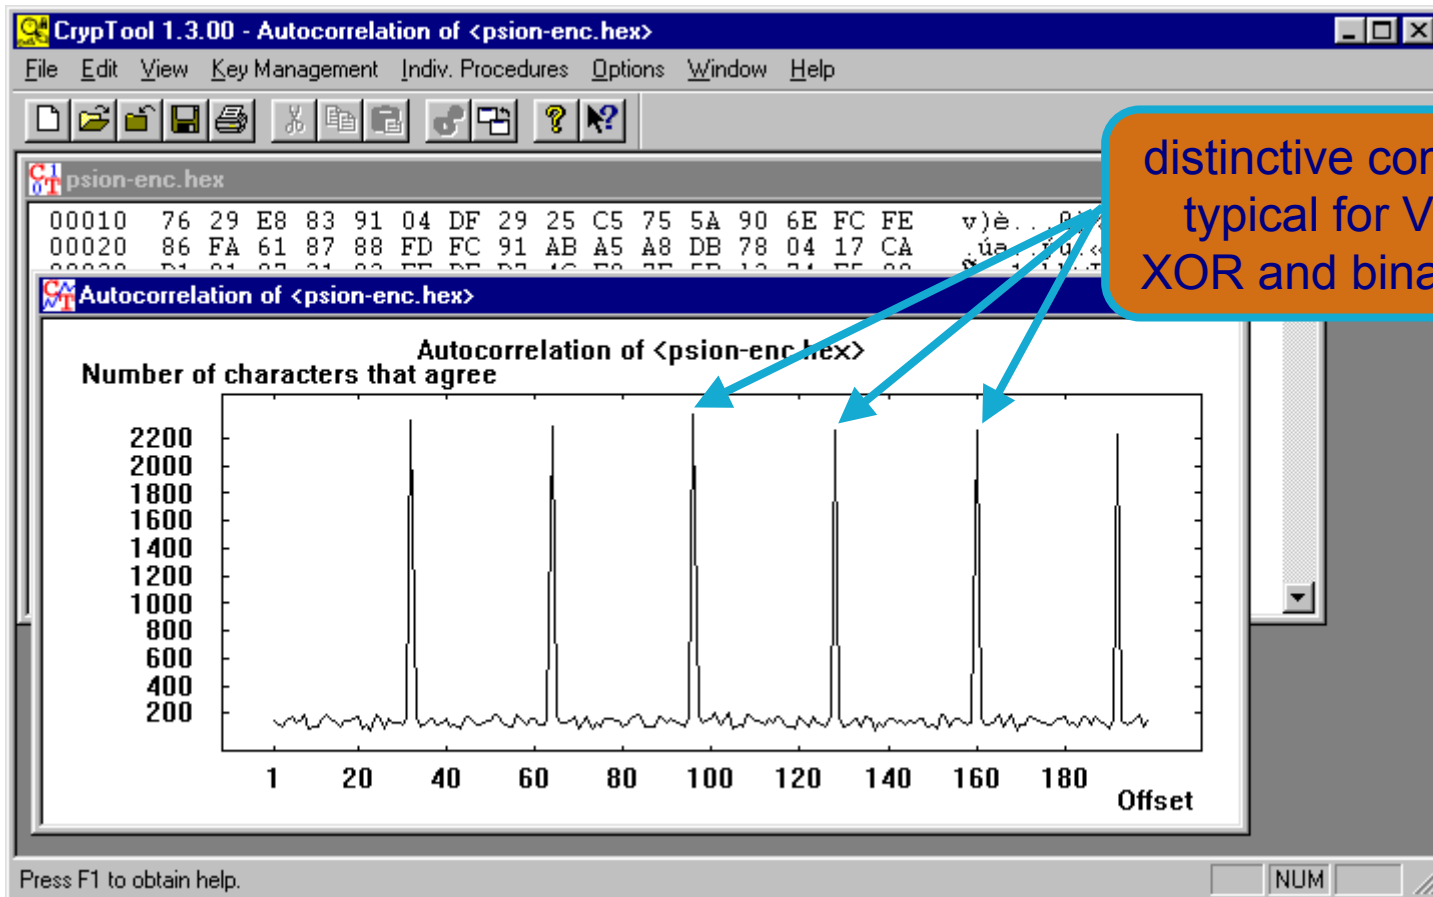 CrypTool 1.3.00 - Autocorrelation of <psion-enc.hex>
File Edit View Key Management Indiv. Procedures Options Window Help
psion-enc.hex
00010 76 29 E8 83 91 04 DF 29 25 C5 75 5A 90 6E FC FE
00020 86 FA 61 87 88 FD FC 91 AB A5 A8 DB 78 04 17 CA
distinctive
typical for
XOR and
Autocorrelation of <psion-enc.hex>
Autocorrelation of <psion-enc.hex>
Number of characters that agree
2200
2000
1800
1600
1400
1200
1000
800
600
400
200
1 20 40 60 80 100 120 140 160 180
Offset
Press F1 to obtain help.
NUM